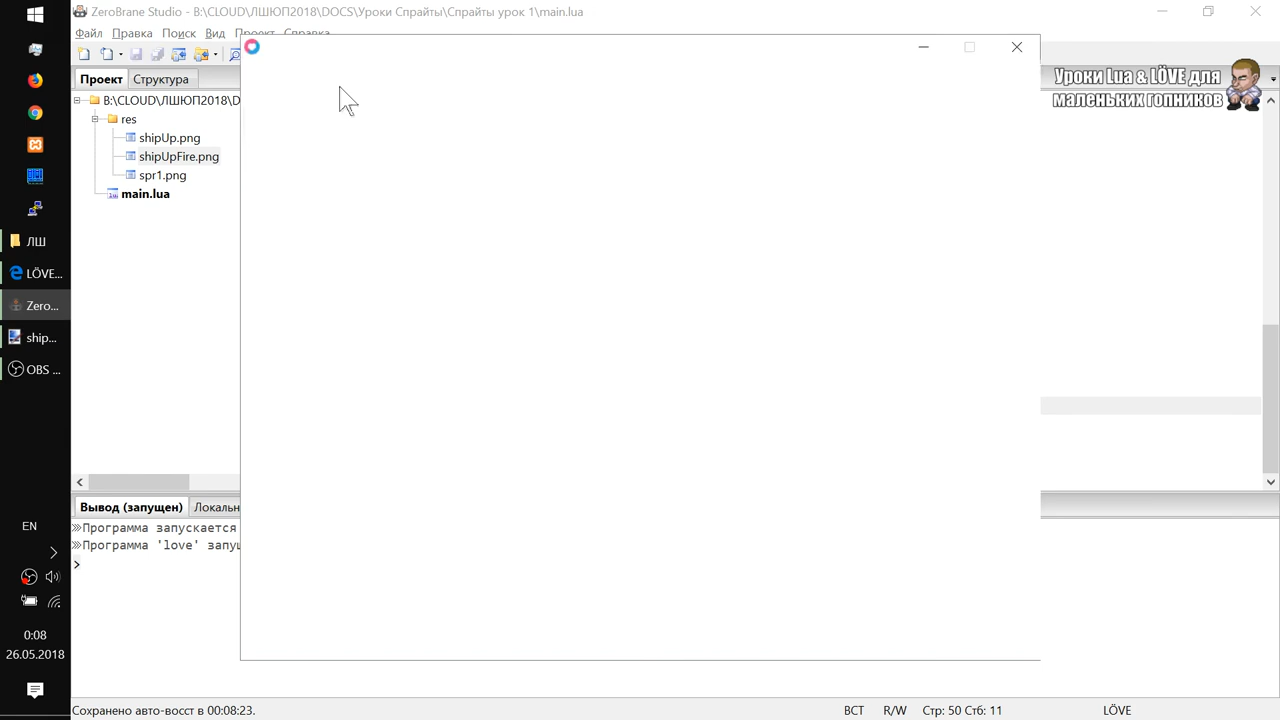 ZeroBrane Studio - B:\CLOUD\ЛШЮП2018\DOCS\Уроки Спрайты\Спрайты урок 1\main.lua
Файл Правка Поиск Вид Проект Справка
Проект Структура
Уроки Lua & LÖVE для
маленьких гопников
B:\CLOUD\ЛШЮП2018\D
res
shipUp.png
shipUpFire.png
spr1.png
main.lua
ЛШ
LÖVE...
Zero...
ship...
OBS ...
Вывод (запущен) Локальн
Программа запускается
Программа 'love' запущ
>
EN
0:08
26.05.2018
Сохранено авто-восст в 00:08:23.
ВСТ
R/W
Стр: 50 Стб: 11
LÖVE